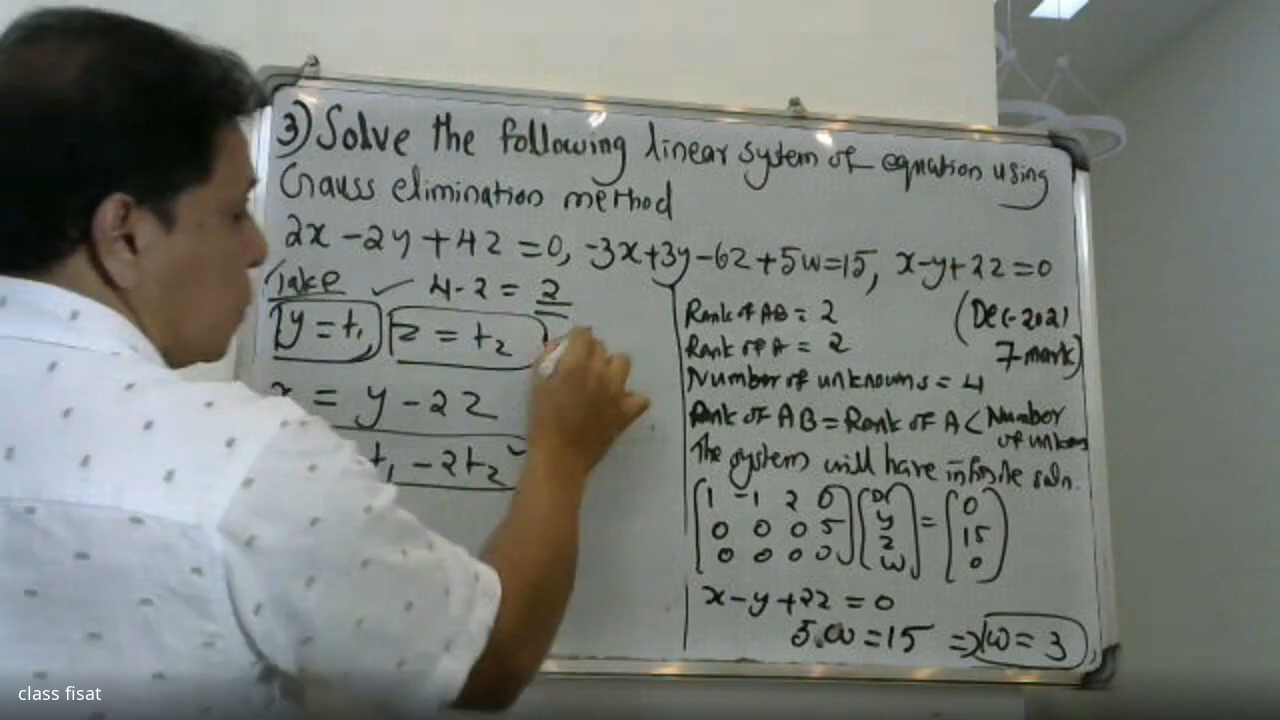 3) Solve the following linear system of equation using
Gauss elimination method
2x - 2y + 4z = 0, -3x+3y-6z+5w=15, x-y+2z=0
Take ✓ 4-2 = 2
y = t₁, z = t₂
x = y - 2z
t₁ - 2t₂
Rank of AB = 2
(Dec-2021
Rank of A = 2
7 mark)
Number of unknowns = 4
Rank of AB = Rank of A < Number
of unkons
The system will have infinite soln.
1 -1 2 0 x 0
0 0 0 5 y = 15
0 0 0 0 z 0
w
x-y+2z = 0
5.w = 15 ⇒ w = 3
class fisat